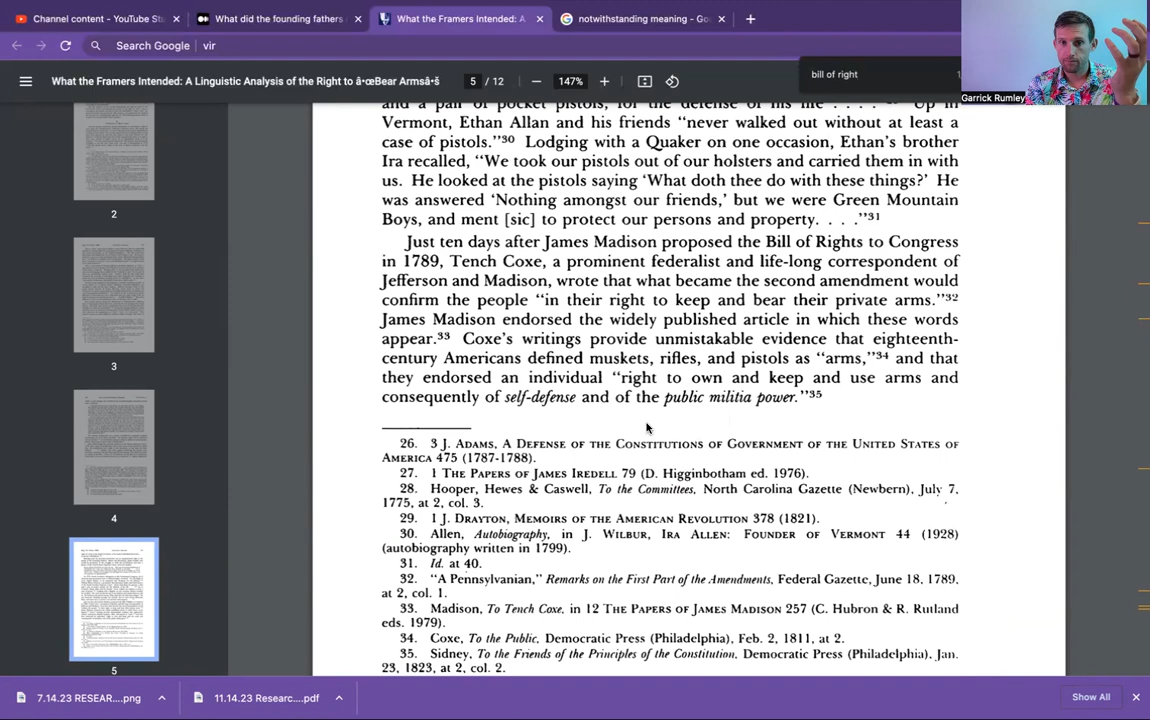 Channel content - YouTube Stu
What did the founding fathers
What the Framers Intended: A
notwithstanding meaning - Go
Search Google
vir
What the Framers Intended: A Linguistic Analysis of the Right to â•œBear Armsâ•š
5 / 12
147%
bill of right
Garrick Rumley
2
3
4
5
and a pair of pocket pistols, for the defense of his life . . . . Up in
Vermont, Ethan Allan and his friends “never walked out without at least a
case of pistols.”30 Lodging with a Quaker on one occasion, Ethan’s brother
Ira recalled, “We took our pistols out of our holsters and carried them in with
us. He looked at the pistols saying ‘What doth thee do with these things?’ He
was answered ‘Nothing amongst our friends,’ but we were Green Mountain
Boys, and ment [sic] to protect our persons and property. . . .”31
Just ten days after James Madison proposed the Bill of Rights to Congress
in 1789, Tench Coxe, a prominent federalist and life-long correspondent of
Jefferson and Madison, wrote that what became the second amendment would
confirm the people “in their right to keep and bear their private arms.”32
James Madison endorsed the widely published article in which these words
appear.33 Coxe’s writings provide unmistakable evidence that eighteenth-
century Americans defined muskets, rifles, and pistols as “arms,”34 and that
they endorsed an individual “right to own and keep and use arms and
consequently of self-defense and of the public militia power.”35
26. 3 J. ADAMS, A DEFENSE OF THE CONSTITUTIONS OF GOVERNMENT OF THE UNITED STATES OF
AMERICA 475 (1787-1788).
27. 1 THE PAPERS OF JAMES IREDELL 79 (D. Higginbotham ed. 1976).
28. Hooper, Hewes & Caswell, To the Committees, North Carolina Gazette (Newbern), July 7,
1775, at 2, col. 3.
29. 1 J. DRAYTON, MEMOIRS OF THE AMERICAN REVOLUTION 378 (1821).
30. Allen, Autobiography, in J. WILBUR, IRA ALLEN: FOUNDER OF VERMONT 44 (1928)
(autobiography written in 1799).
31. Id. at 40.
32. “A Pennsylvanian,” Remarks on the First Part of the Amendments, Federal Gazette, June 18, 1789,
at 2, col. 1.
33. Madison, To Tench Coxe, in 12 THE PAPERS OF JAMES MADISON 257 (C. Hubron & R. Rutland
eds. 1979).
34. Coxe, To the Public, Democratic Press (Philadelphia), Feb. 2, 1811, at 2.
35. Sidney, To the Friends of the Principles of the Constitution, Democratic Press (Philadelphia), Jan.
23, 1823, at 2, col. 2.
7.14.23 RESEAR....png
11.14.23 Researc....pdf
Show All